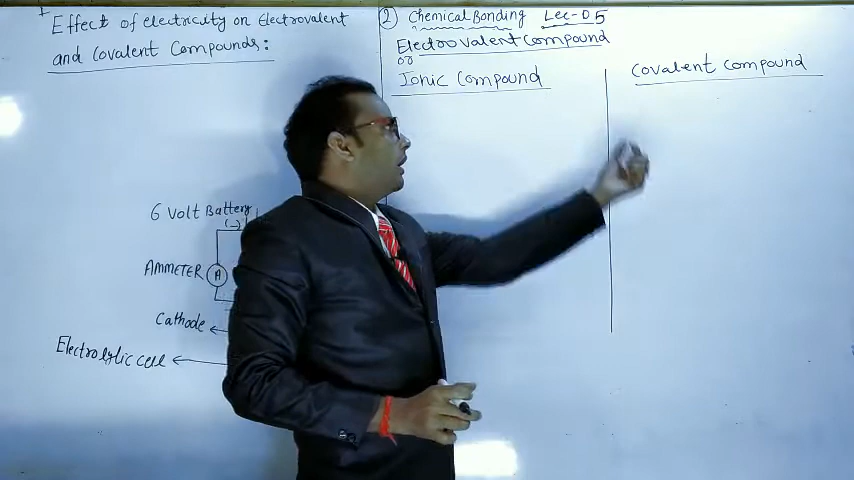 Effect of electricity on Electrovalent
and Covalent Compounds:
6 Volt Battery
(-)
AMMETER A
Cathode
Electrolytic cell
② Chemical Bonding Lec-05
Electrovalent Compound
or
Ionic Compound
Covalent Compound